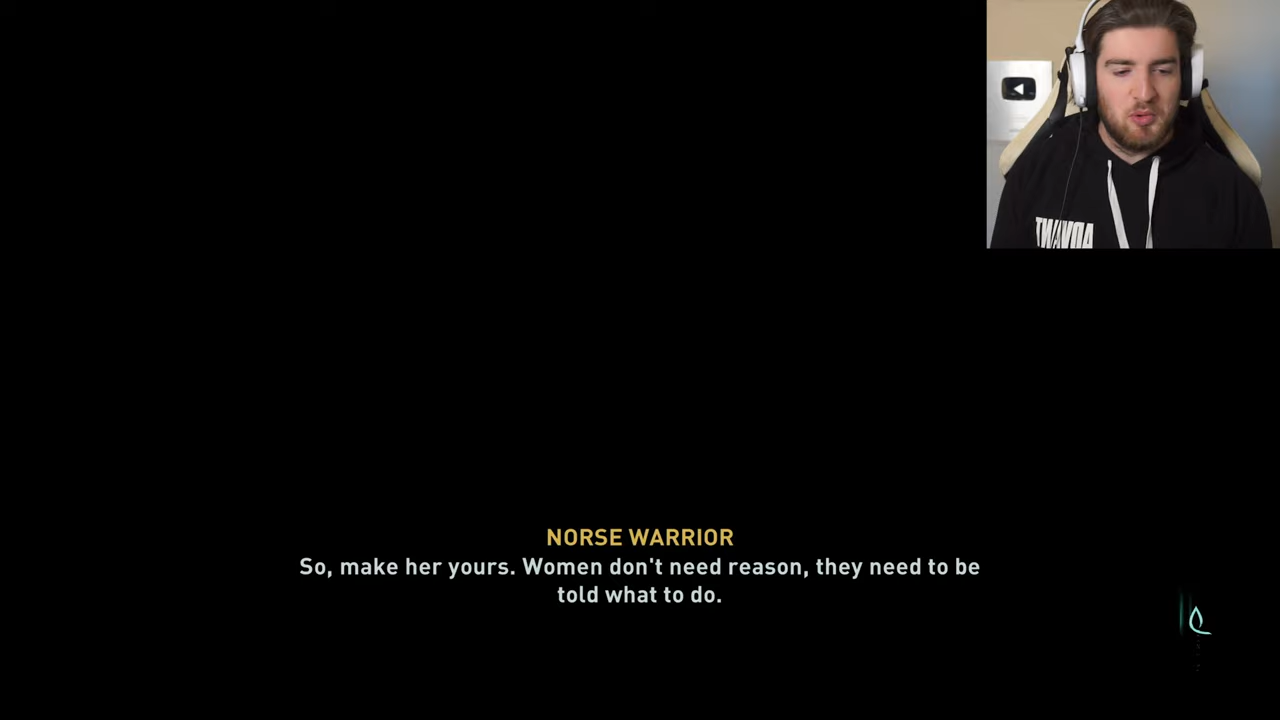 NORSE WARRIOR
So, make her yours. Women don't need reason, they need to be
told what to do.